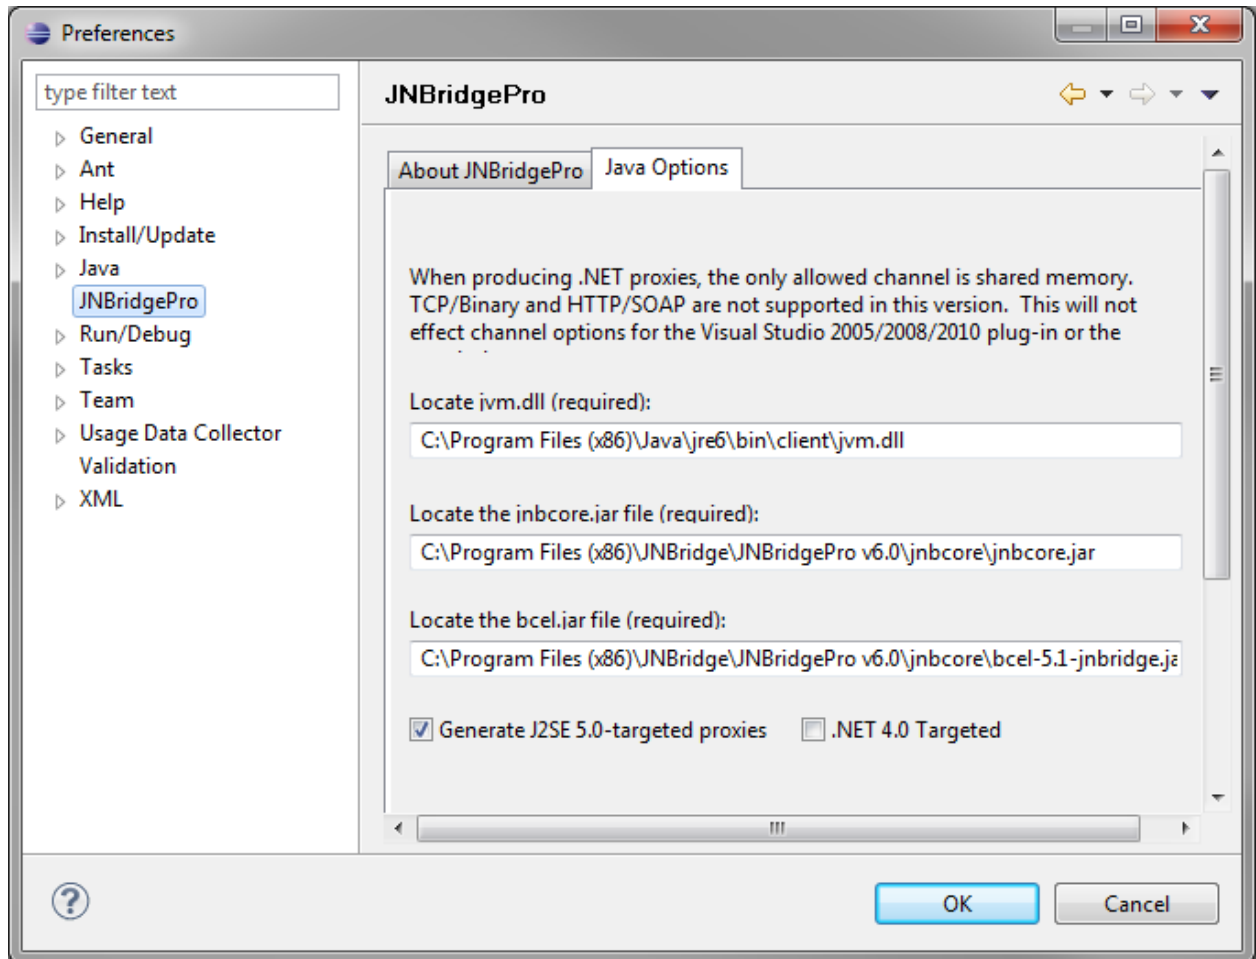 Preferences
type filter text
General
Ant
Help
Install/Update
Java
JNBridgePro
Run/Debug
Tasks
Team
Usage Data Collector
Validation
XML
JNBridgePro
About JNBridgePro
Java Options
When producing .NET proxies, the only allowed channel is shared memory.
TCP/Binary and HTTP/SOAP are not supported in this version.  This will not
effect channel options for the Visual Studio 2005/2008/2010 plug-in or the
Locate jvm.dll (required):
C:\Program Files (x86)\Java\jre6\bin\client\jvm.dll
Locate the jnbcore.jar file (required):
C:\Program Files (x86)\JNBridge\JNBridgePro v6.0\jnbcore\jnbcore.jar
Locate the bcel.jar file (required):
C:\Program Files (x86)\JNBridge\JNBridgePro v6.0\jnbcore\bcel-5.1-jnbridge.ja
Generate J2SE 5.0-targeted proxies
.NET 4.0 Targeted
OK
Cancel